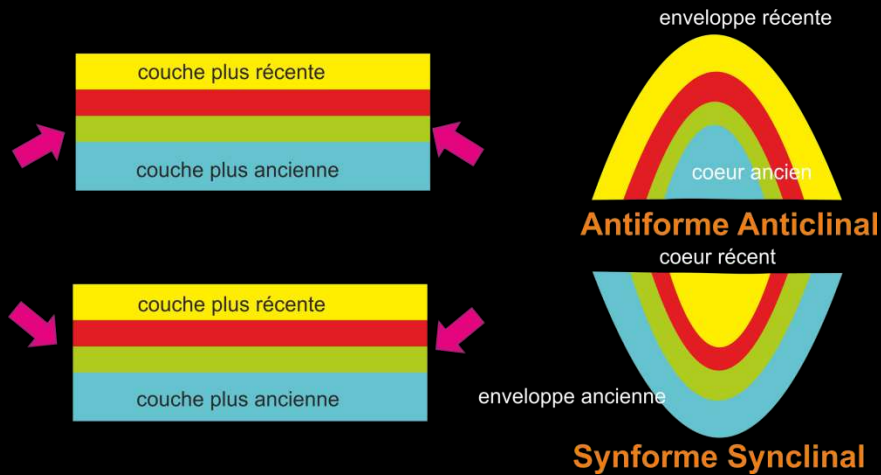 enveloppe récente
couche plus récente
couche plus ancienne
coeur ancien
Antiforme Anticlinal
coeur récent
couche plus récente
couche plus ancienne
enveloppe ancienne
Synforme Synclinal